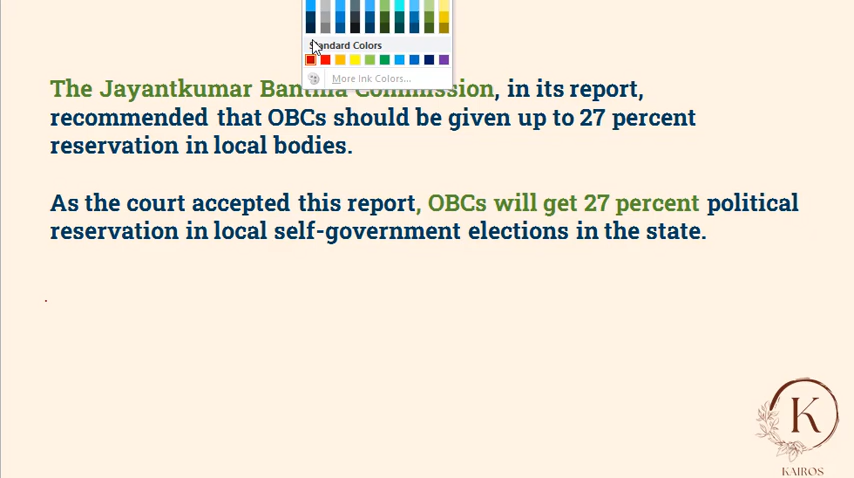 Standard Colors
More Ink Colors...
The Jayantkumar Banthia Commission, in its report,
recommended that OBCs should be given up to 27 percent
reservation in local bodies.
As the court accepted this report, OBCs will get 27 percent political
reservation in local self-government elections in the state.
K
KAIROS